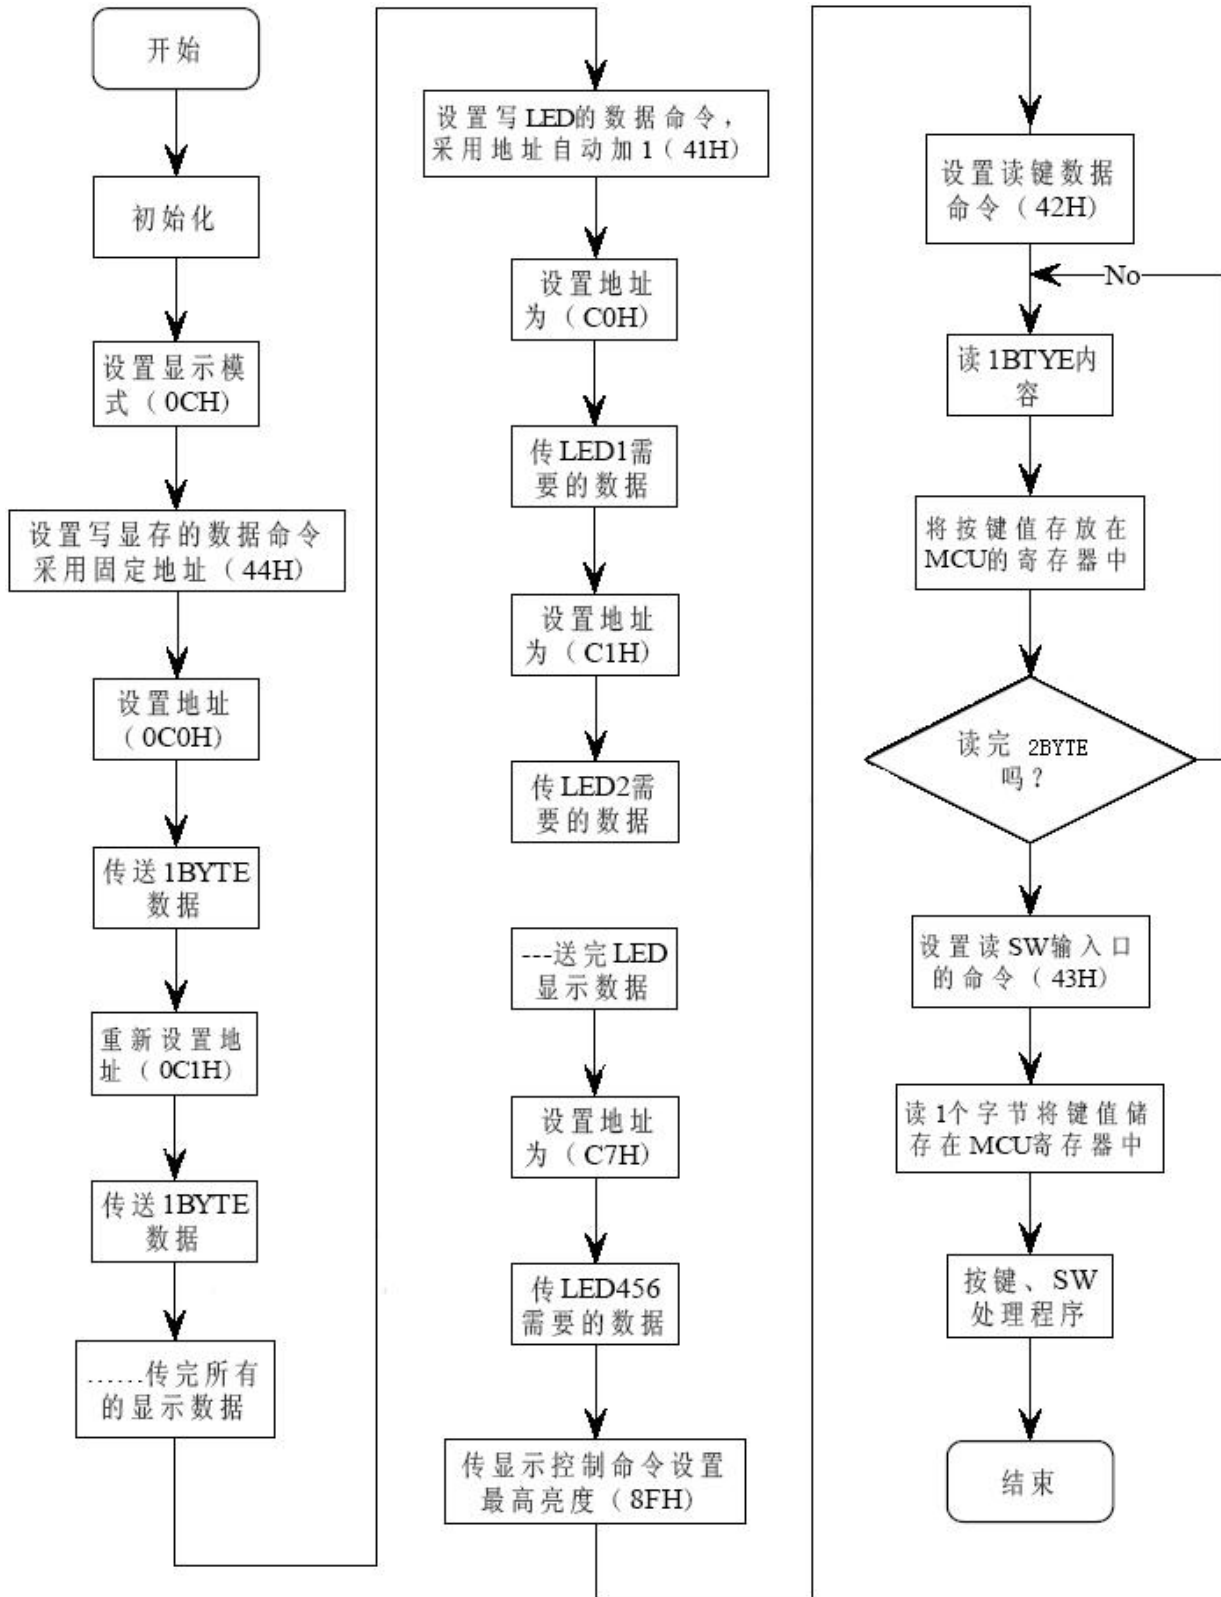 开始
初始化
设置显示模
式（0CH）
设置写显存的数据命令
采用固定地址（44H）
设置地址
（0C0H）
传送1BYTE
数据
重新设置地
址（0C1H）
传送1BYTE
数据
......传完所有
的显示数据
设置写LED的数据命令，
采用地址自动加1（41H）
设置地址
为（C0H）
传LED1需
要的数据
设置地址
为（C1H）
传LED2需
要的数据
---送完LED
显示数据
设置地址
为（C7H）
传LED456
需要的数据
传显示控制命令设置
最高亮度（8FH）
设置读键数据
命令（42H）
No
读1BTYE内
容
将按键值存放在
MCU的寄存器中
读完 2BYTE
吗？
设置读SW输入口
的命令（43H）
读1个字节将键值储
存在MCU寄存器中
按键、SW
处理程序
结束